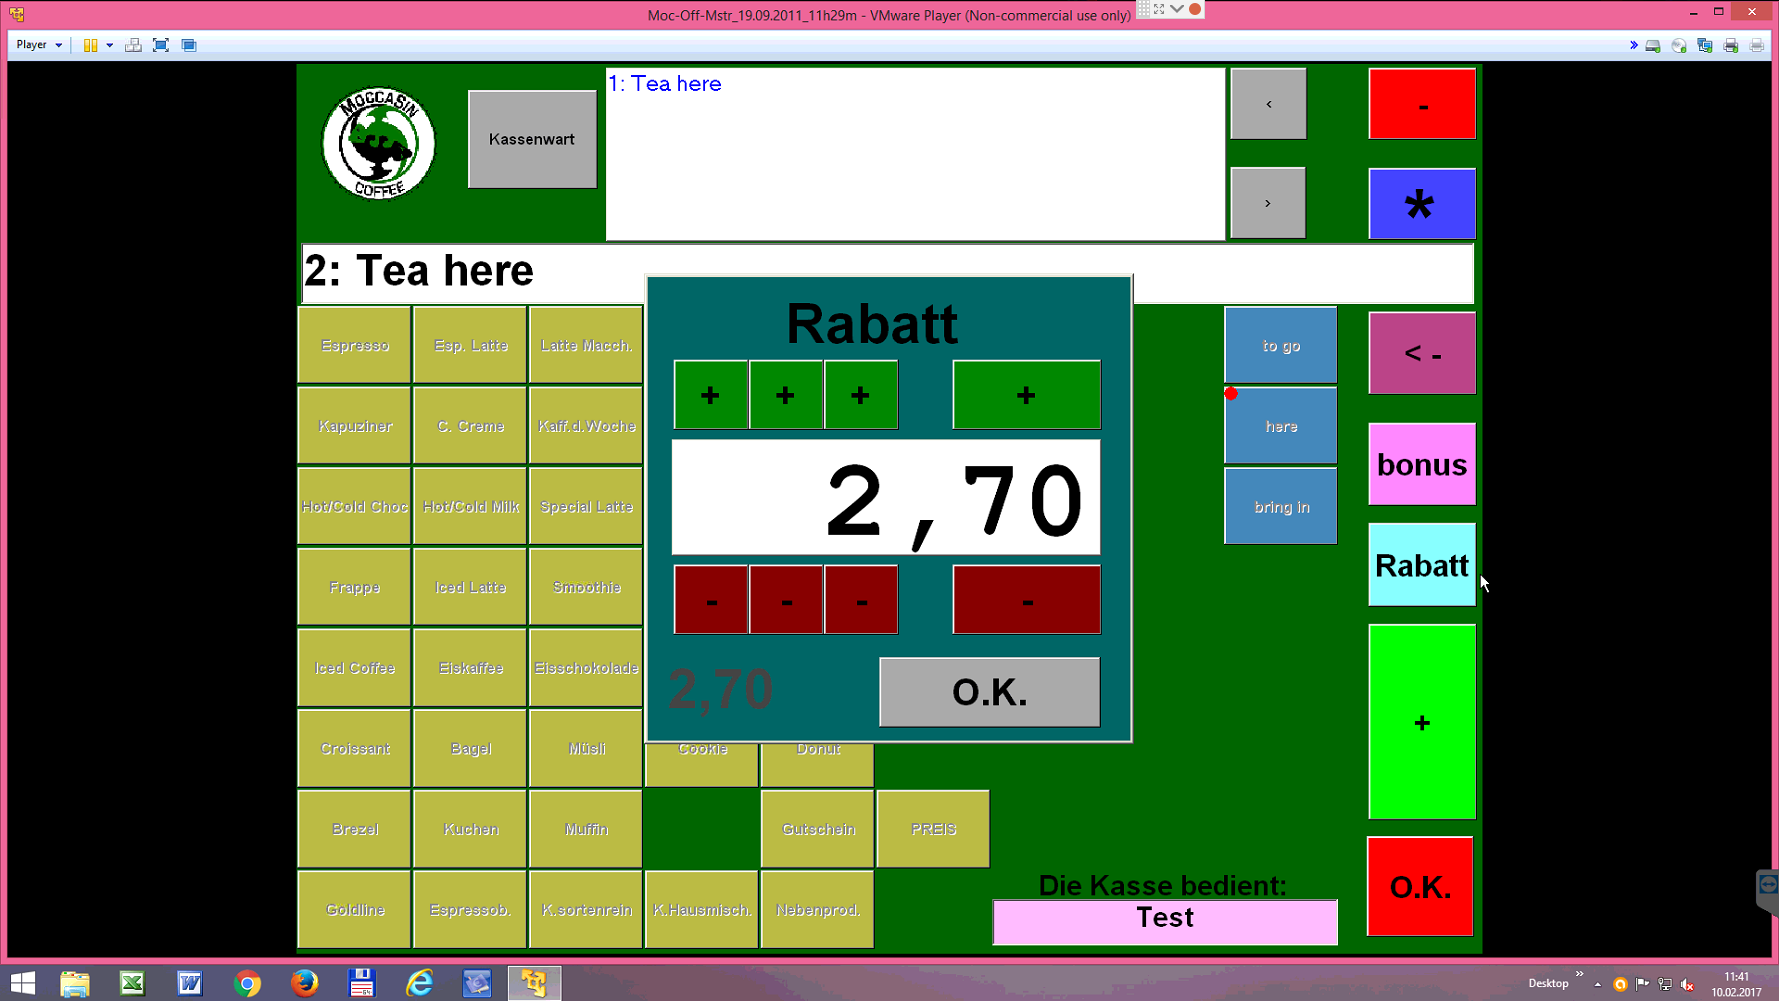 Moc-Off-Mstr_19.09.2011_11h29m - VMware Player (Non-commercial use only)
Player
MOCCASIN
COFFEE
Kassenwart
1: Tea here
<
-
>
*
2: Tea here
Rabatt
+ + + +
2,70
- - - -
2,70
O.K.
Espresso Esp. Latte Latte Macch.
Kapuziner C. Creme Kaff.d.Woche
Hot/Cold Choc Hot/Cold Milk Special Latte
Frappe Iced Latte Smoothie
Iced Coffee Eiskaffee Eisschokolade
Croissant Bagel Müsli Cookie Donut
Brezel Kuchen Muffin Gutschein PREIS
Goldline Espressob. K.sortenrein K.Hausmisch. Nebenprod.
to go
here
bring in
< -
bonus
Rabatt
+
O.K.
Die Kasse bedient:
Test
Desktop
11:41
10.02.2017